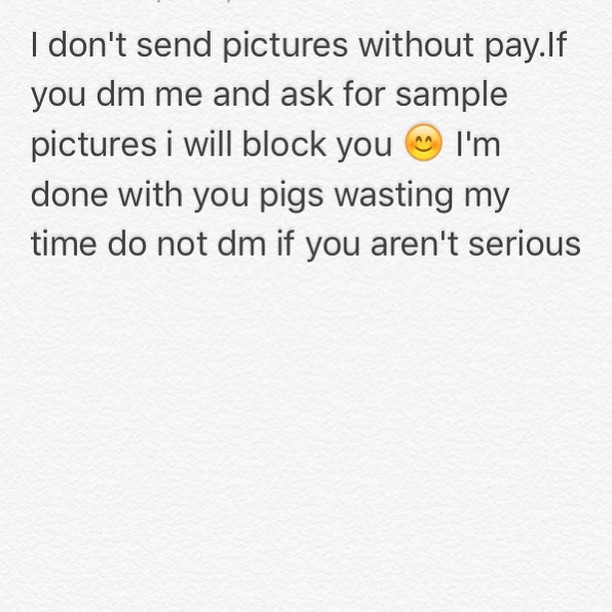 I don't send pictures without pay.If
you dm me and ask for sample
pictures i will block you 😊 I'm
done with you pigs wasting my
time do not dm if you aren't serious